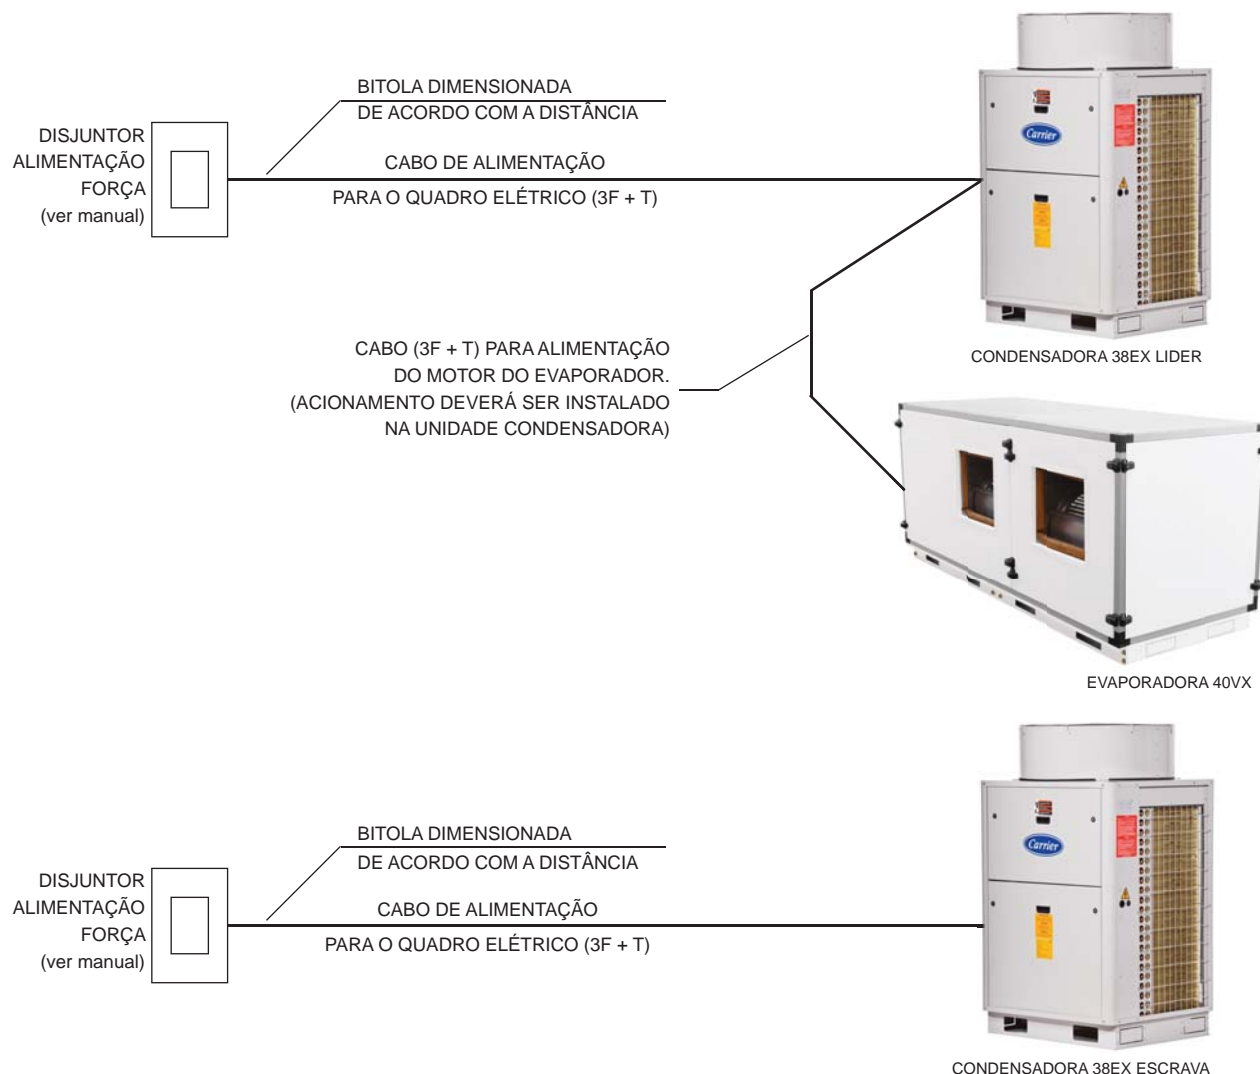 BITOLA DIMENSIONADA
DE ACORDO COM A DISTÂNCIA
DISJUNTOR
ALIMENTAÇÃO
FORÇA
(ver manual)
CABO DE ALIMENTAÇÃO
PARA O QUADRO ELÉTRICO (3F + T)
Carrier
CONDENSADORA 38EX LIDER
CABO (3F + T) PARA ALIMENTAÇÃO
DO MOTOR DO EVAPORADOR.
(ACIONAMENTO DEVERÁ SER INSTALADO
NA UNIDADE CONDENSADORA)
EVAPORADORA 40VX
BITOLA DIMENSIONADA
DE ACORDO COM A DISTÂNCIA
DISJUNTOR
ALIMENTAÇÃO
FORÇA
(ver manual)
CABO DE ALIMENTAÇÃO
PARA O QUADRO ELÉTRICO (3F + T)
Carrier
CONDENSADORA 38EX ESCRAVA